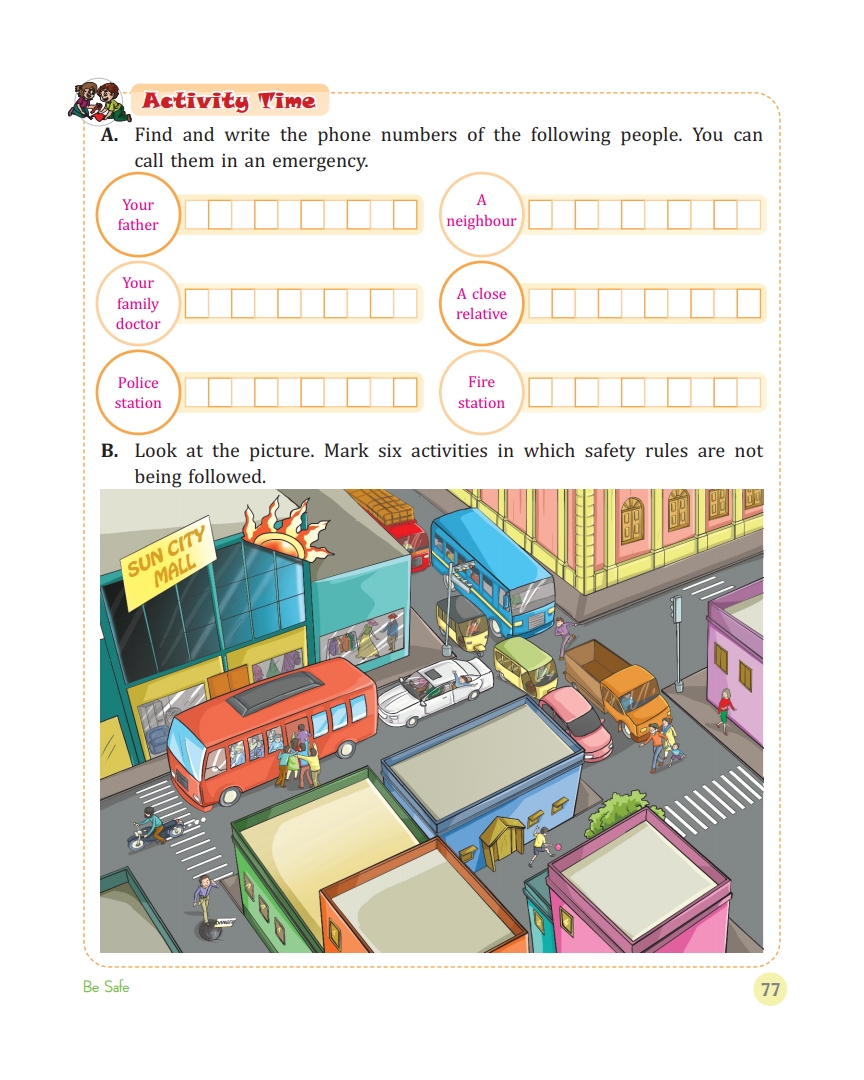 Activity Time
A. Find and write the phone numbers of the following people. You can
call them in an emergency.
Your
father
A
neighbour
Your
family
doctor
A close
relative
Police
station
Fire
station
B. Look at the picture. Mark six activities in which safety rules are not
being followed.
SUN CITY
MALL
DANGER
Be Safe
77